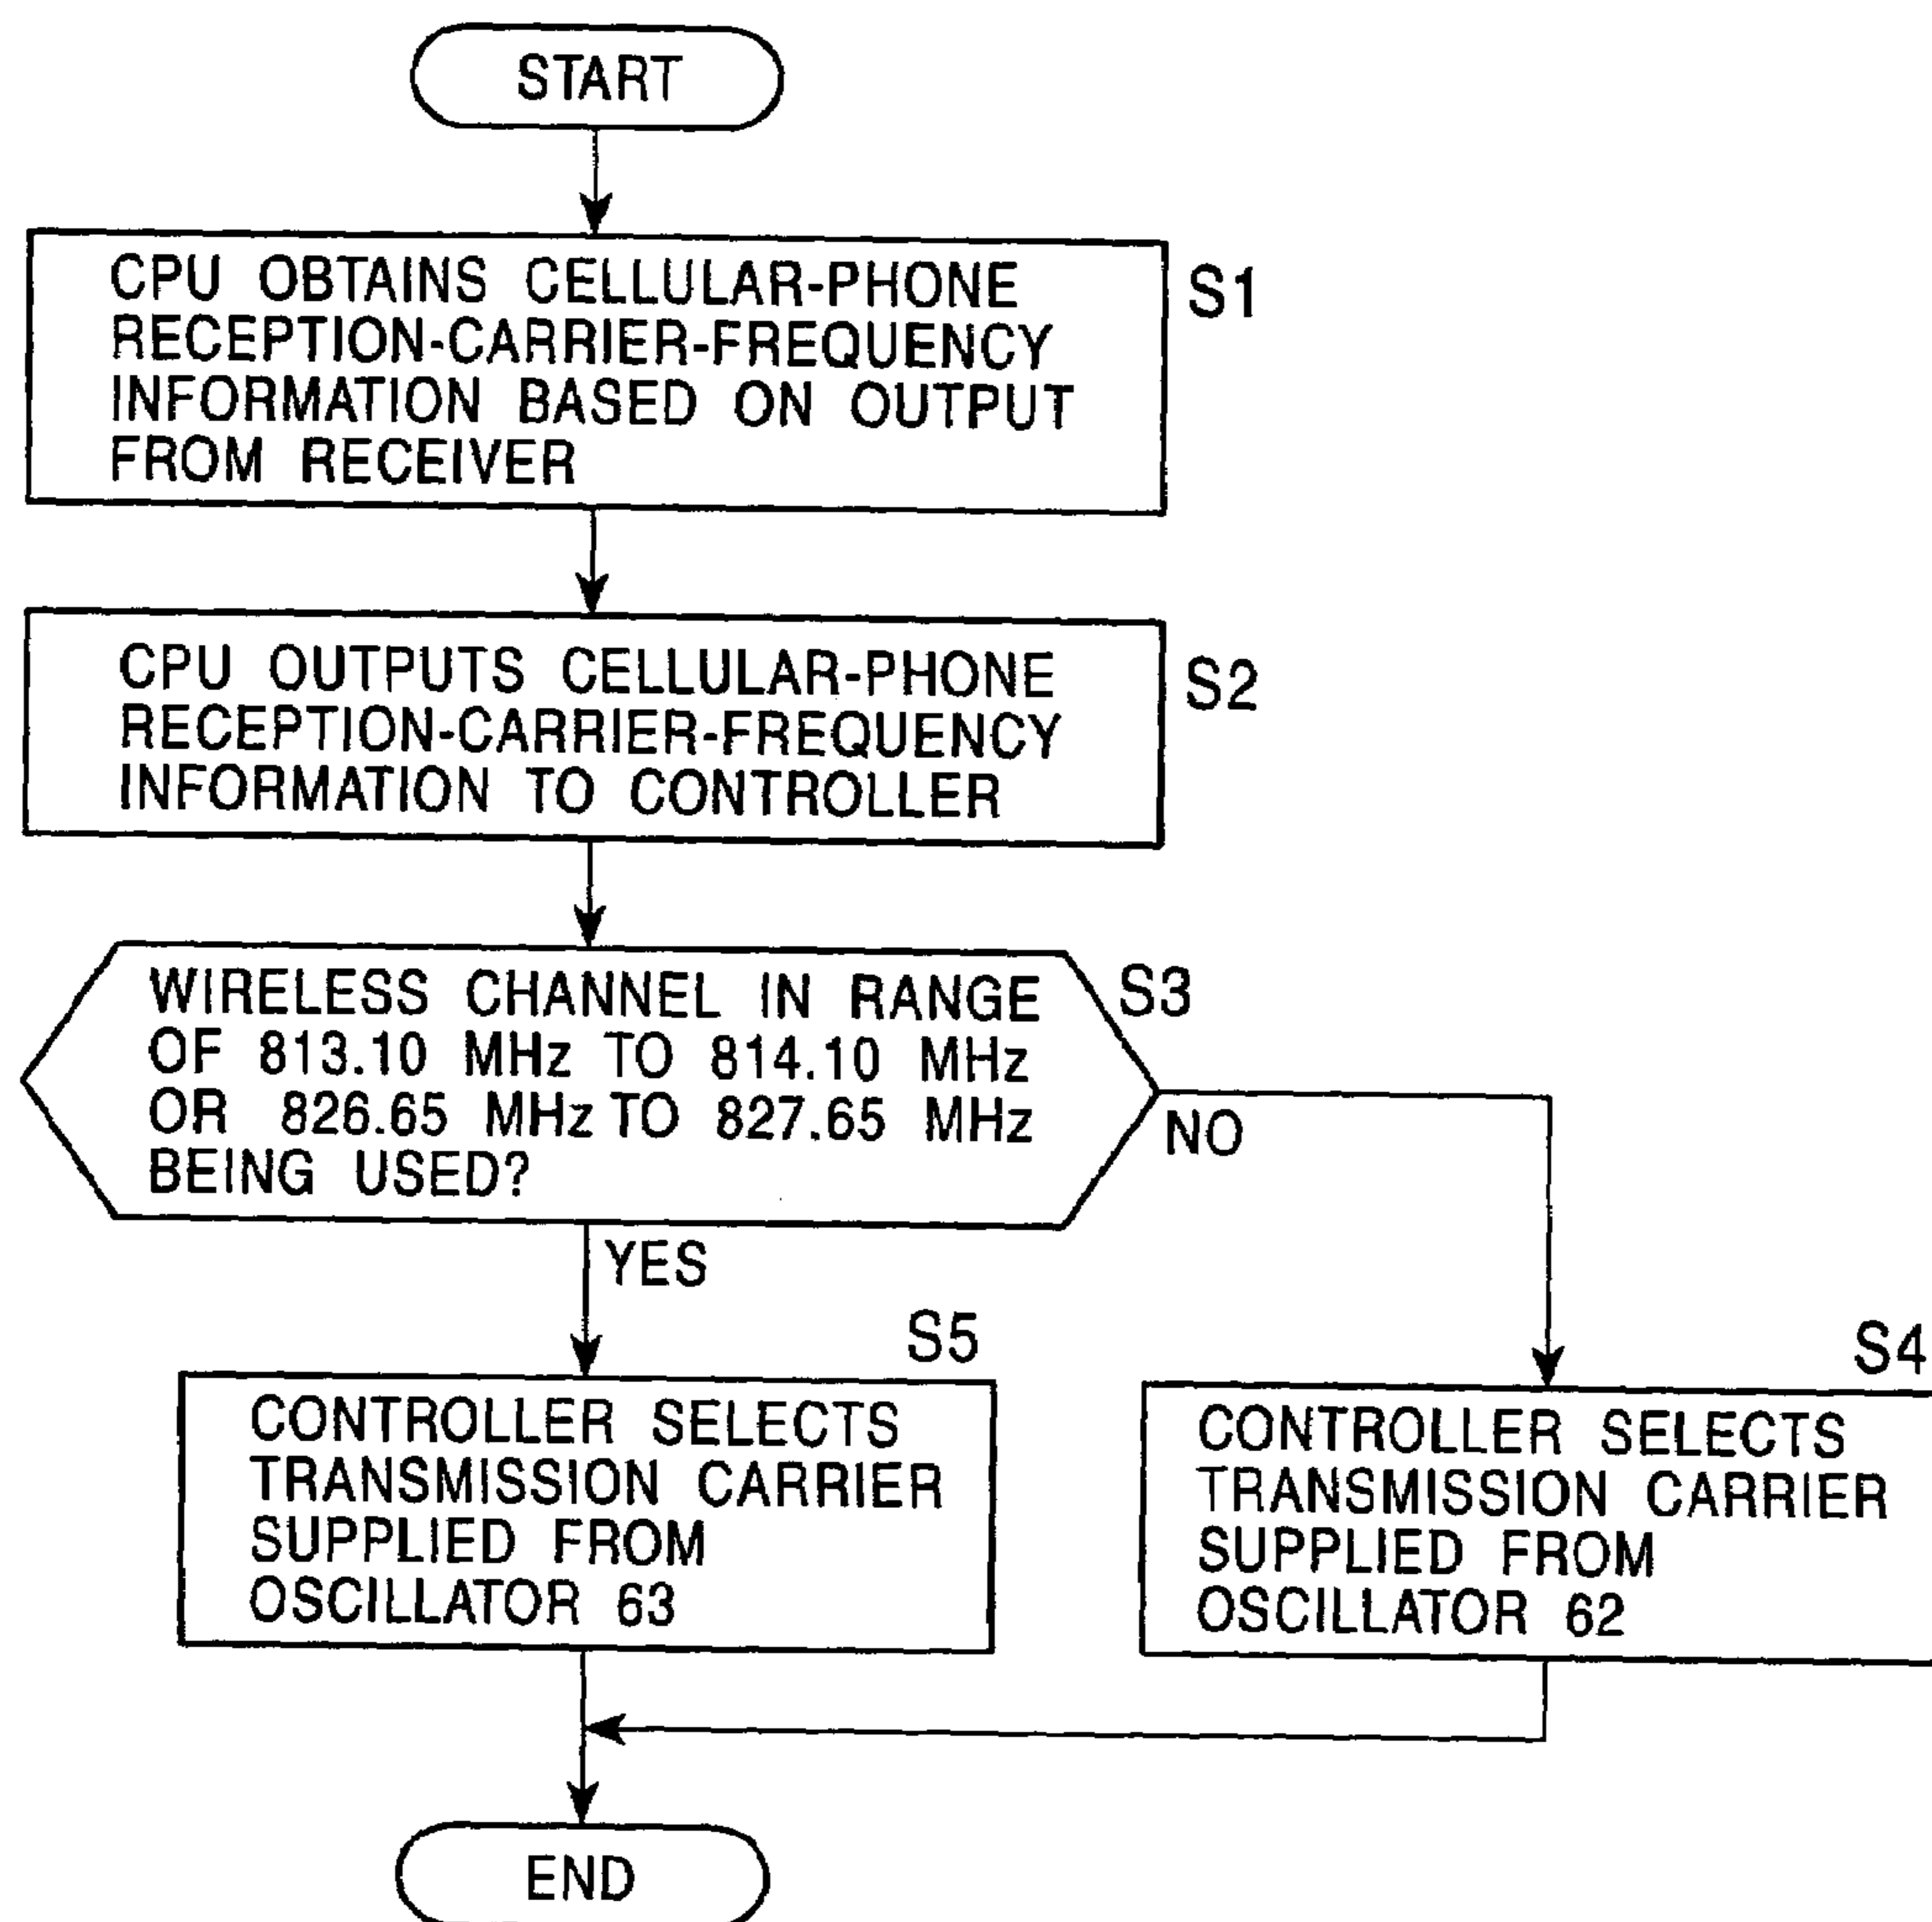 START
CPU OBTAINS CELLULAR-PHONE
RECEPTION-CARRIER-FREQUENCY
INFORMATION BASED ON OUTPUT
FROM RECEIVER
S1
CPU OUTPUTS CELLULAR-PHONE
RECEPTION-CARRIER-FREQUENCY
INFORMATION TO CONTROLLER
S2
WIRELESS CHANNEL IN RANGE
OF 813.10 MHz TO 814.10 MHz
OR 826.65 MHz TO 827.65 MHz
BEING USED?
S3
NO
YES
S5
CONTROLLER SELECTS
TRANSMISSION CARRIER
SUPPLIED FROM
OSCILLATOR 63
S4
CONTROLLER SELECTS
TRANSMISSION CARRIER
SUPPLIED FROM
OSCILLATOR 62
END